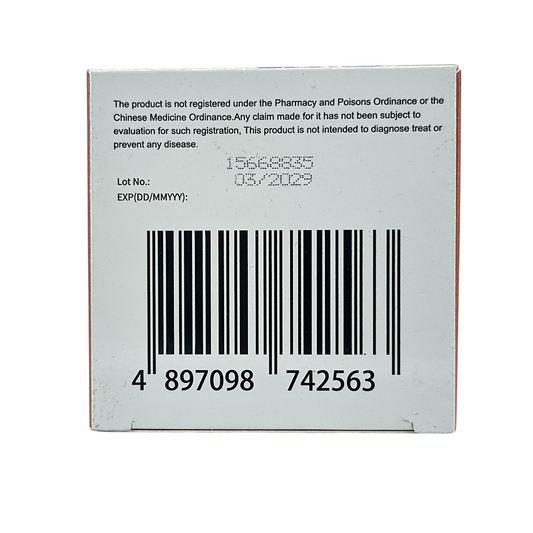 The product is not registered under the Pharmacy and Poisons Ordinance or the
Chinese Medicine Ordinance.Any claim made for it has not been subject to
evaluation for such registration, This product is not intended to diagnose treat or
prevent any disease.
15668835
03/2029
Lot No.:
EXP(DD/MMYYY):
4 897098 742563